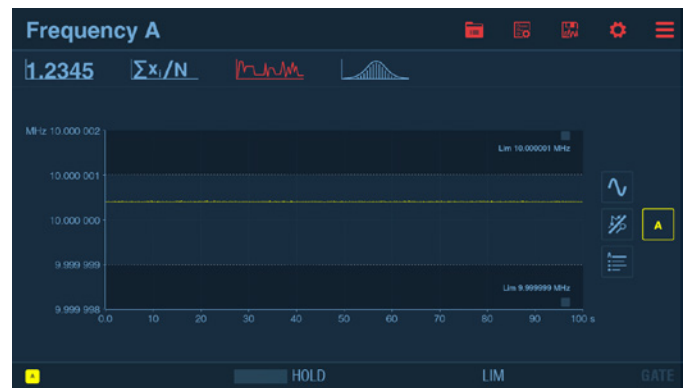 Frequency A
1.2345 ∑xᵢ/N
MHz 10.000 002
Lim 10.000001 MHz
10.000 001
10.000 000
A
9.999 999
Lim 9.999999 MHz
9.999 998
0.0 10 20 30 40 50 60 70 80 90 100 s
A HOLD LIM GATE